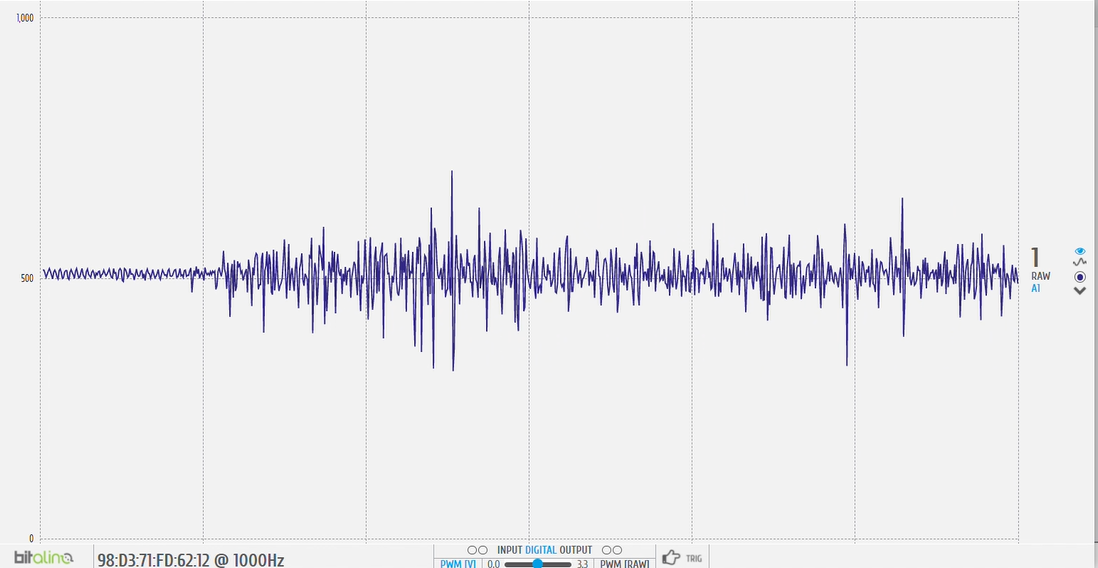 1,000
500
0
1
RAW
A1
bitalino
98:D3:71:FD:62:12 @ 1000Hz
INPUT DIGITAL OUTPUT
PWM [V] 0.0 3.3 PWM [RAW]
TRIG